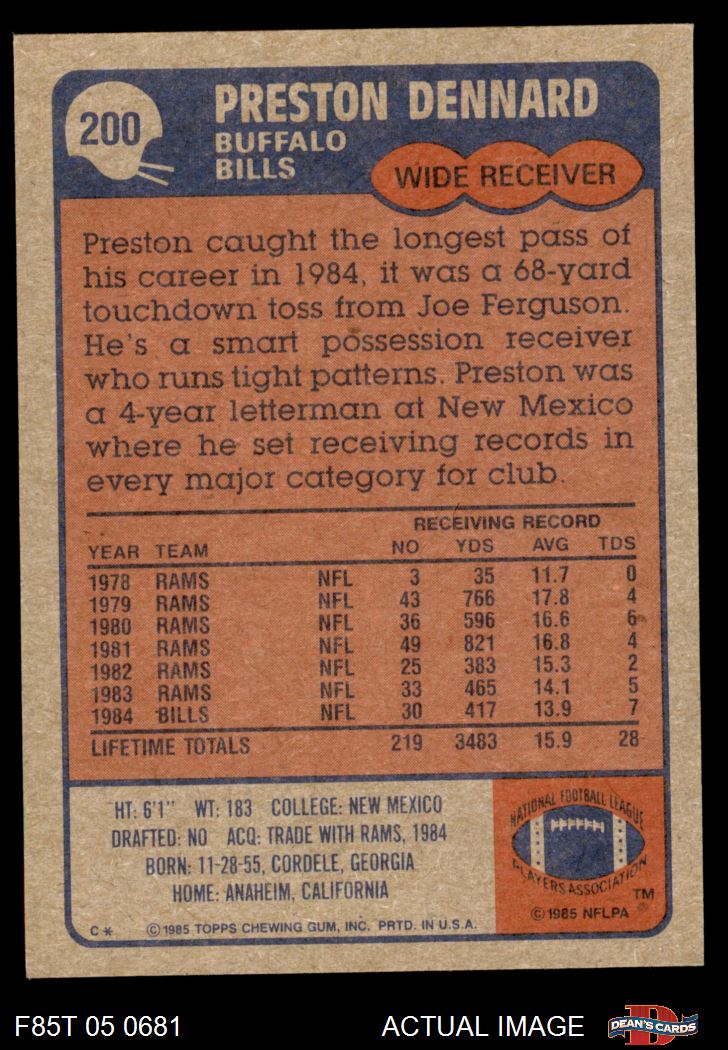 200
PRESTON DENNARD
BUFFALO
BILLS
WIDE RECEIVER
Preston caught the longest pass of
his career in 1984, it was a 68-yard
touchdown toss from Joe Ferguson.
He's a smart possession receiver
who runs tight patterns. Preston was
a 4-year letterman at New Mexico
where he set receiving records in
every major category for club.
RECEIVING RECORD
YEAR TEAM NO YDS AVG TDS
1978 RAMS NFL 3 35 11.7 0
1979 RAMS NFL 43 766 17.8 4
1980 RAMS NFL 36 596 16.6 6
1981 RAMS NFL 49 821 16.8 4
1982 RAMS NFL 25 383 15.3 2
1983 RAMS NFL 33 465 14.1 5
1984 BILLS NFL 30 417 13.9 7
LIFETIME TOTALS 219 3483 15.9 28
HT: 6'1" WT: 183 COLLEGE: NEW MEXICO
DRAFTED: NO ACQ: TRADE WITH RAMS, 1984
BORN: 11-28-55, CORDELE, GEORGIA
HOME: ANAHEIM, CALIFORNIA
C* © 1985 TOPPS CHEWING GUM, INC. PRTD. IN U.S.A.
NATIONAL FOOTBALL LEAGUE
PLAYERS ASSOCIATION
TM
®
© 1985 NFLPA
F85T 05 0681
ACTUAL IMAGE
D
DEAN'S CARDS